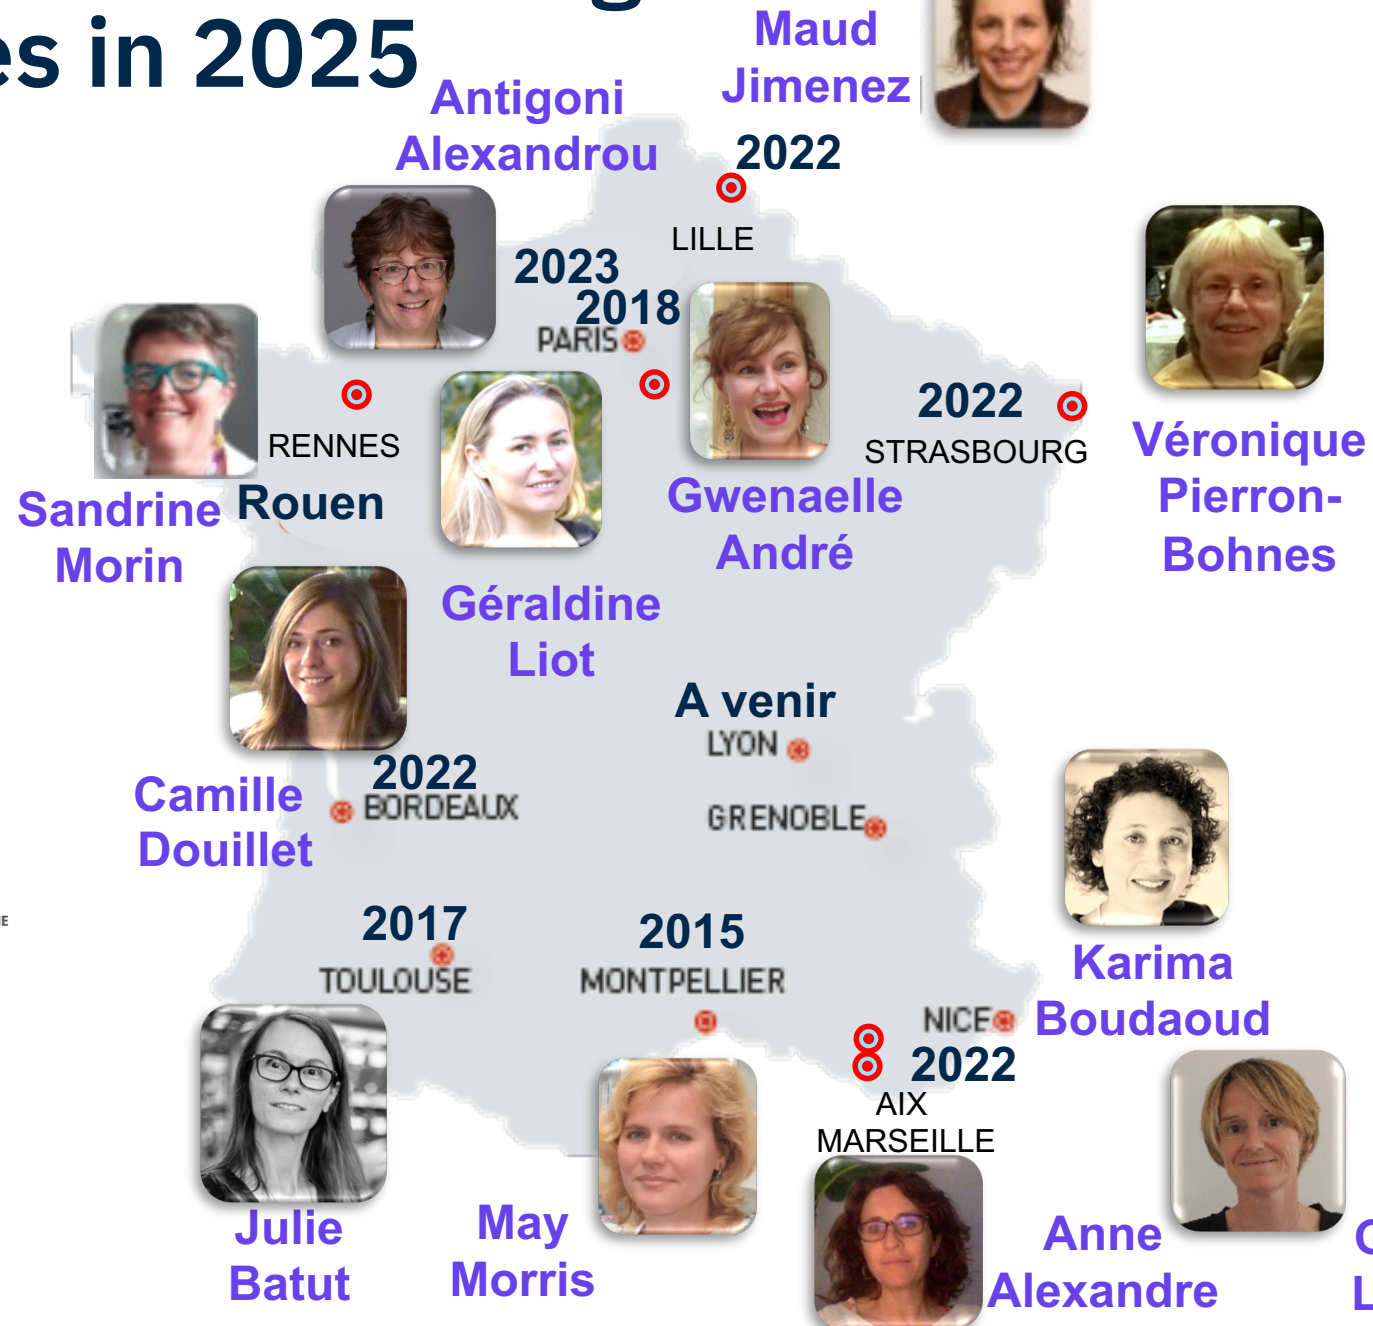 es in 2025
Maud
Jimenez
Antigoni
Alexandrou
2022
LILLE
2023
2018
PARIS
2022
STRASBOURG
RENNES
Rouen
Sandrine
Morin
Gwenaelle
André
Véronique
Pierron-
Bohnes
Géraldine
Liot
A venir
LYON
2022
BORDEAUX
Camille
Douillet
GRENOBLE
2017
TOULOUSE
2015
MONTPELLIER
Karima
Boudaoud
NICE
2022
AIX
MARSEILLE
Julie
Batut
May
Morris
Anne
Alexandre